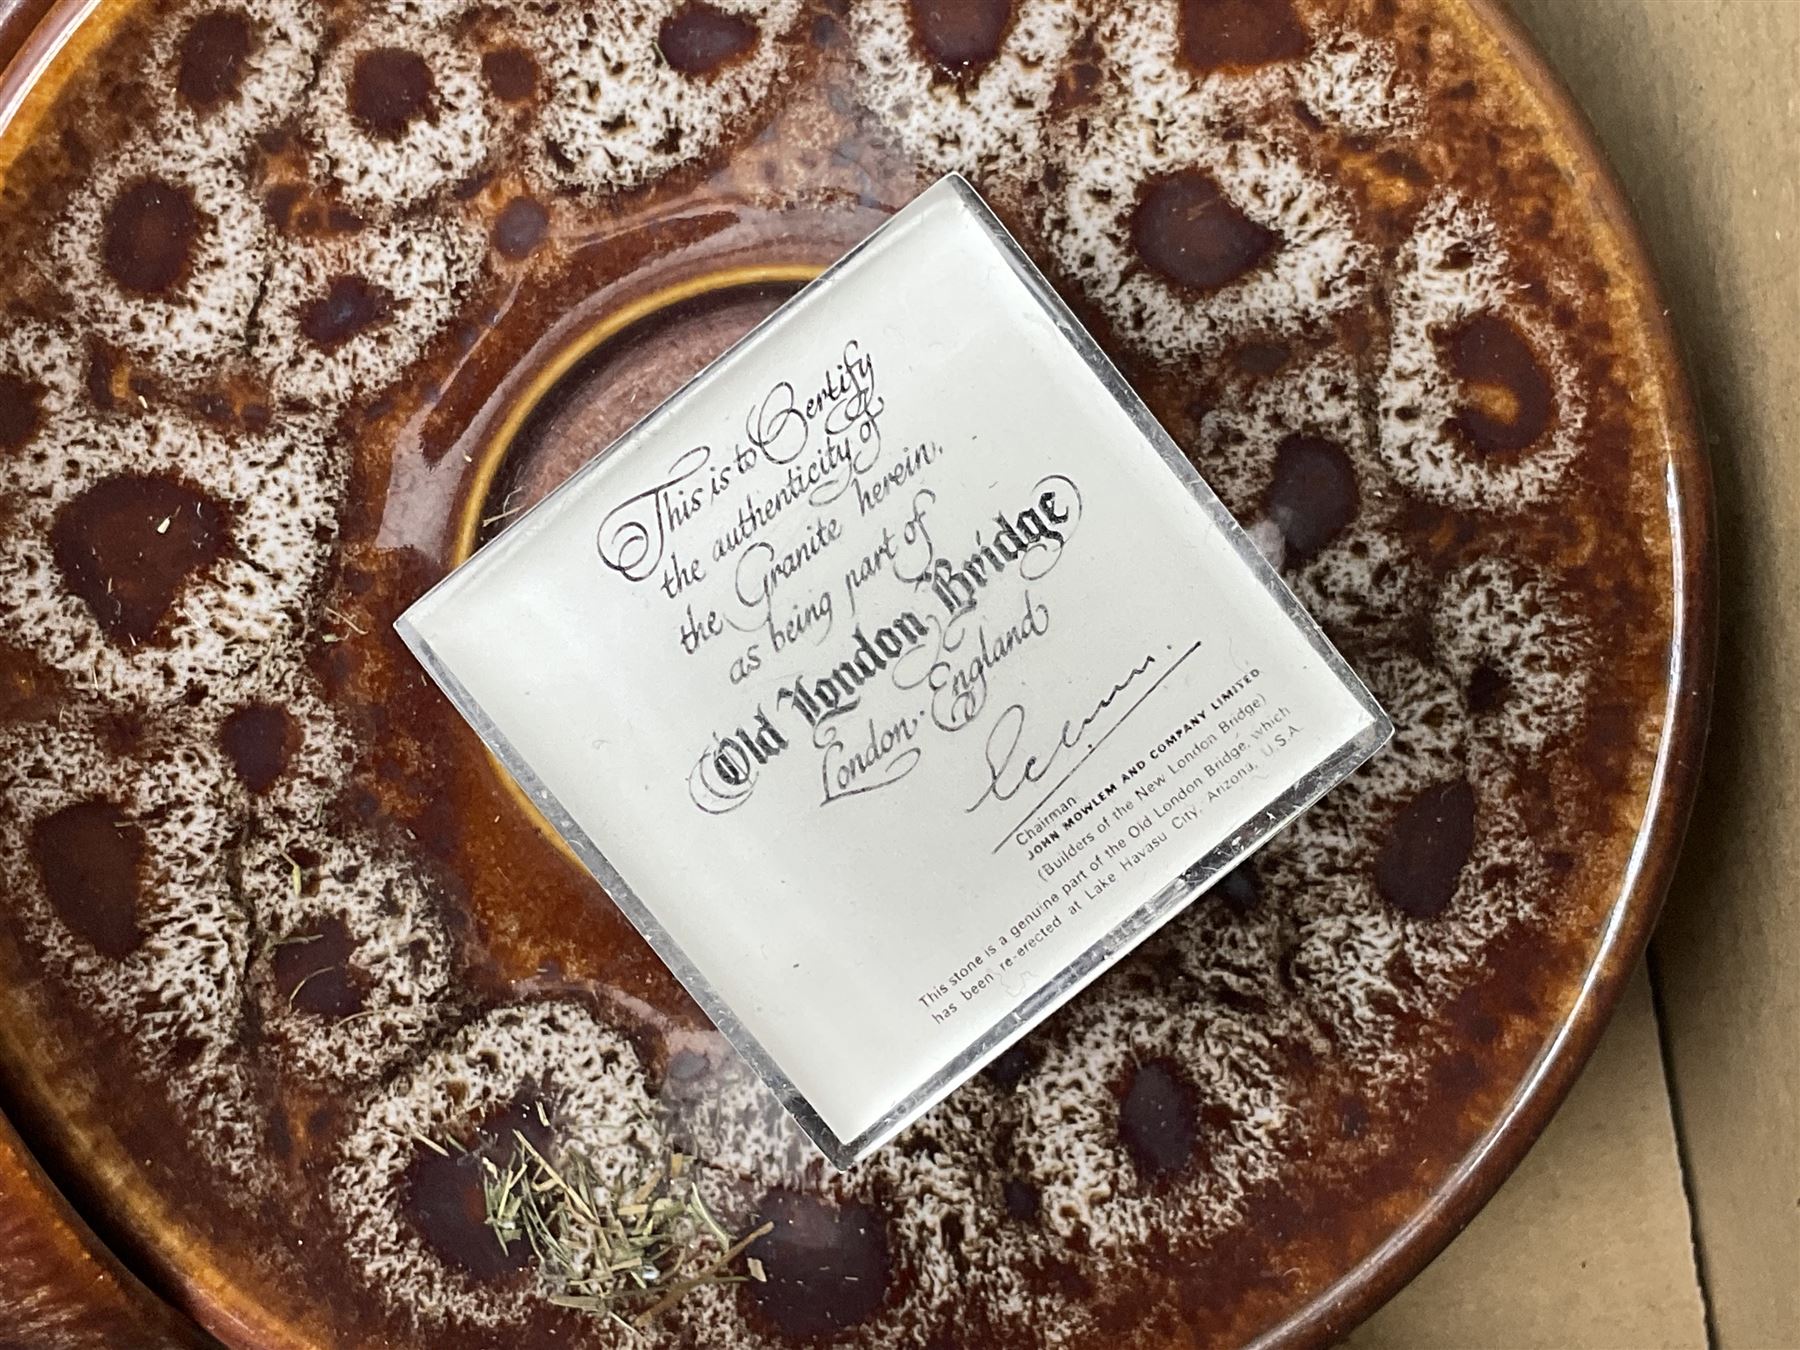 This is to Certify
the authenticity of
the Granite herein.
as being part of
Old London Bridge
London. England
Chairman.
JOHN MOWLEM AND COMPANY LIMITED
(Builders of the New London Bridge)
This stone is a genuine part of the Old London Bridge, which
has been re-erected at Lake Havasu City, Arizona, U.S.A.